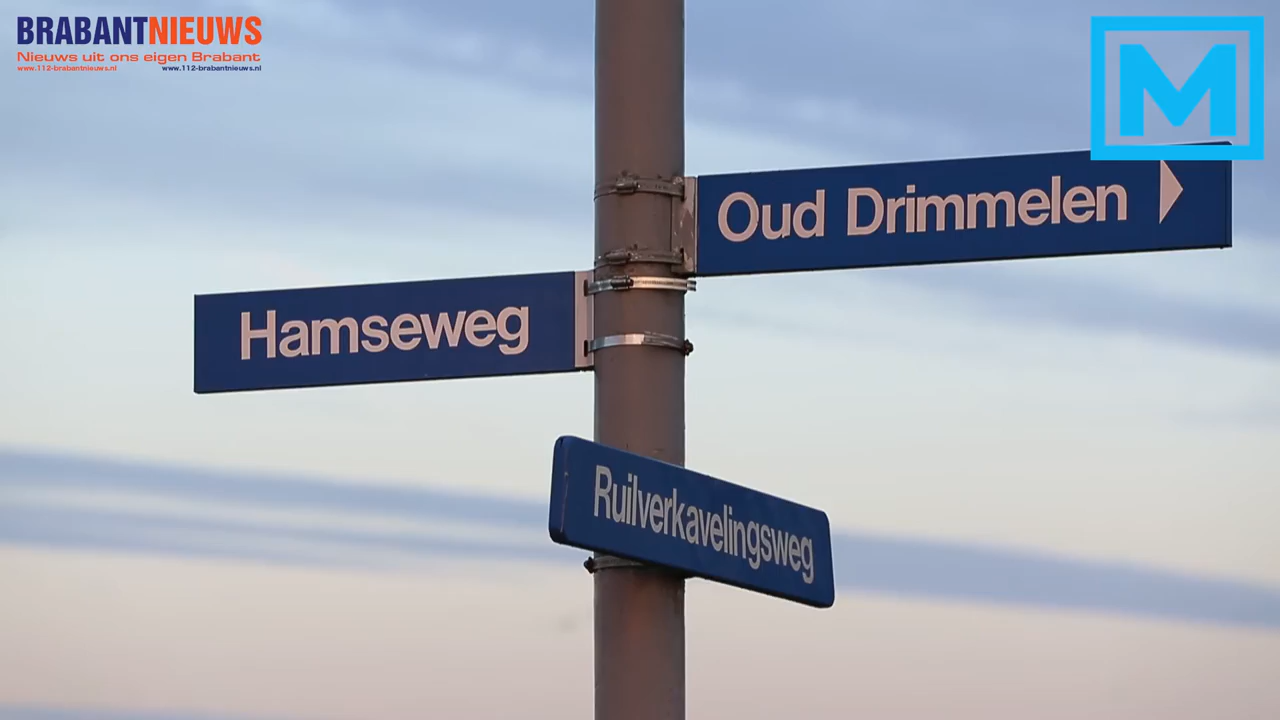 BRABANTNIEUWS
Nieuws uit ons eigen Brabant
www.112-brabantnieuws.nl www.112-brabantnieuws.nl
M
Oud Drimmelen
Hamseweg
Ruilverkavelingsweg